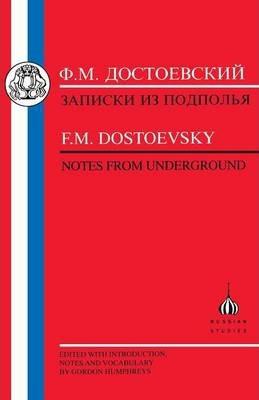 Ф.М. ДОСТОЕВСКИЙ
ЗАПИСКИ ИЗ ПОДПОЛЬЯ
F.M. DOSTOEVSKY
NOTES FROM UNDERGROUND
RUSSIAN
STUDIES
EDITED WITH INTRODUCTION,
NOTES AND VOCABULARY
BY GORDON HUMPHREYS